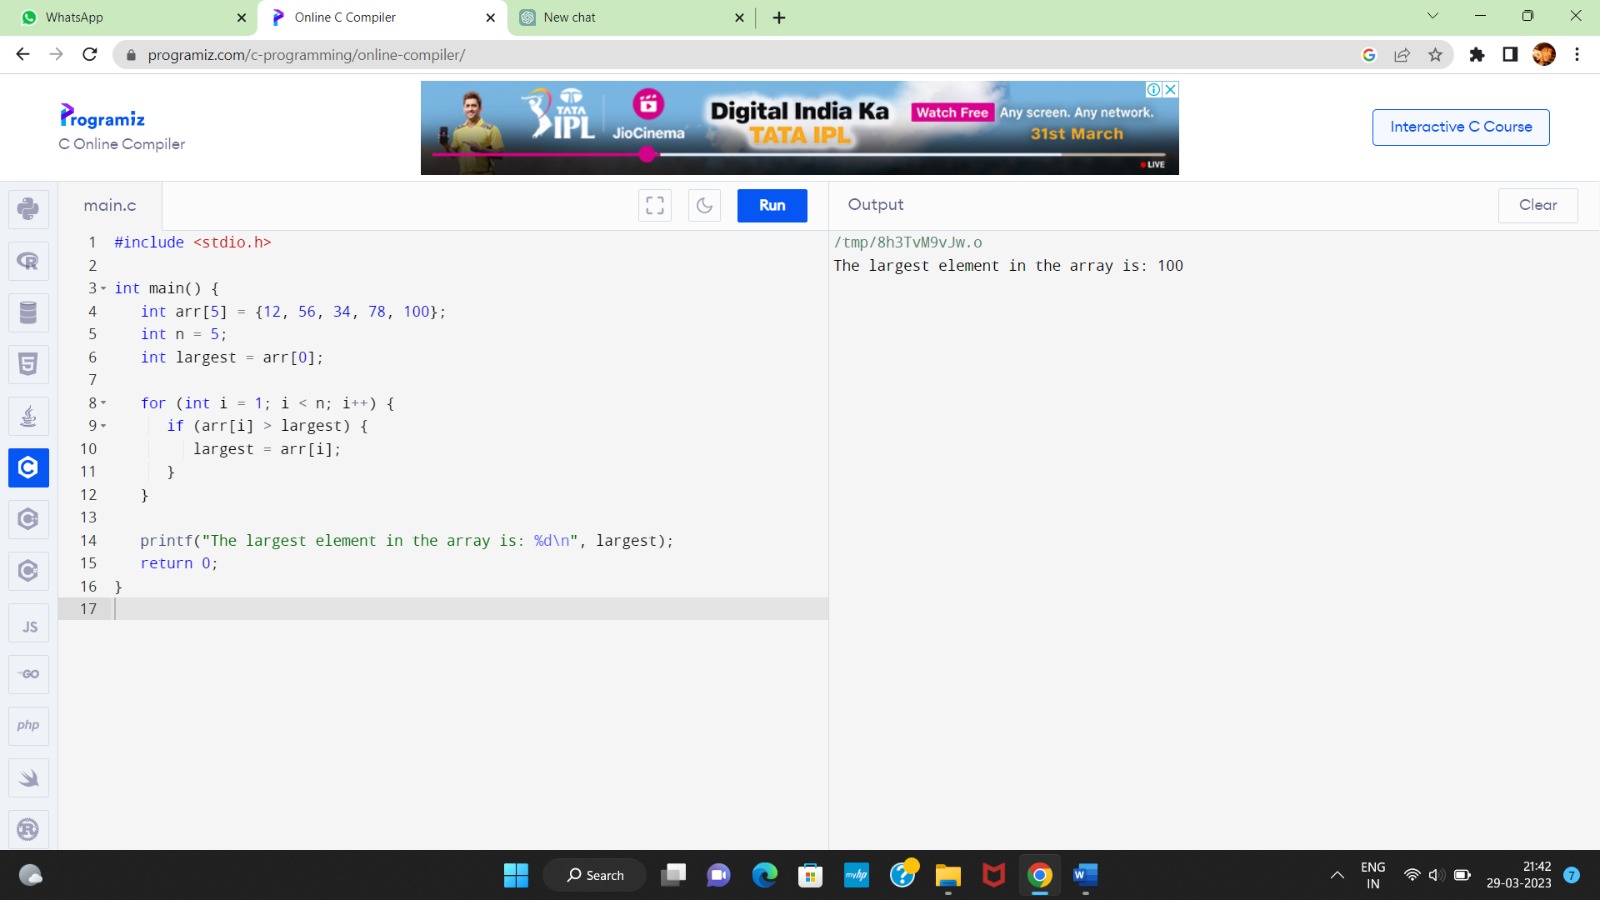 WhatsApp
Online C Compiler
New chat
programiz.com/c-programming/online-compiler/
Programiz
C Online Compiler
TATA
IPL
JioCinema
Digital India Ka
TATA IPL
Watch Free Any screen. Any network.
31st March
LIVE
Interactive C Course
main.c
Run
Output
Clear
1 #include <stdio.h>
2
3 int main() {
4 int arr[5] = {12, 56, 34, 78, 100};
5 int n = 5;
6 int largest = arr[0];
7
8 for (int i = 1; i < n; i++) {
9 if (arr[i] > largest) {
10 largest = arr[i];
11 }
12 }
13
14 printf("The largest element in the array is: %d\n", largest);
15 return 0;
16 }
17
/tmp/8h3TvM9vJw.o
The largest element in the array is: 100
R
5
C
JS
GO
php
R
Search
myhp
W
ENG
IN
21:42
29-03-2023
7